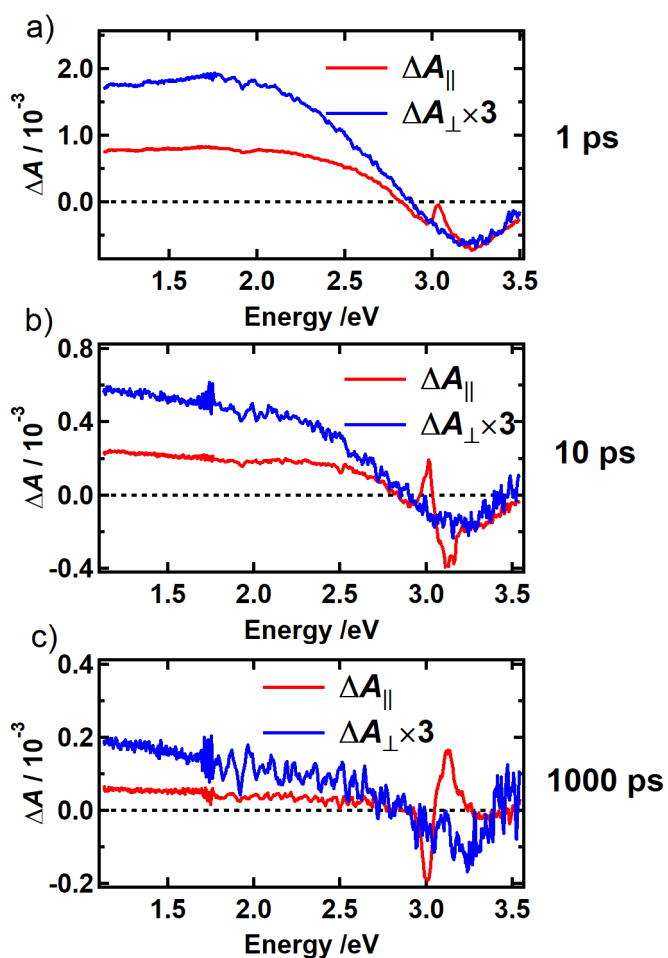 a)
2.0
1.0
0.0
ΔA / 10⁻³
ΔA∥
ΔA⊥×3
1 ps
1.5 2.0 2.5 3.0 3.5
Energy /eV
b)
0.8
0.4
0.0
-0.4
ΔA / 10⁻³
ΔA∥
ΔA⊥×3
10 ps
1.5 2.0 2.5 3.0 3.5
Energy /eV
c)
0.4
0.2
0.0
-0.2
ΔA / 10⁻³
ΔA∥
ΔA⊥×3
1000 ps
1.5 2.0 2.5 3.0 3.5
Energy /eV